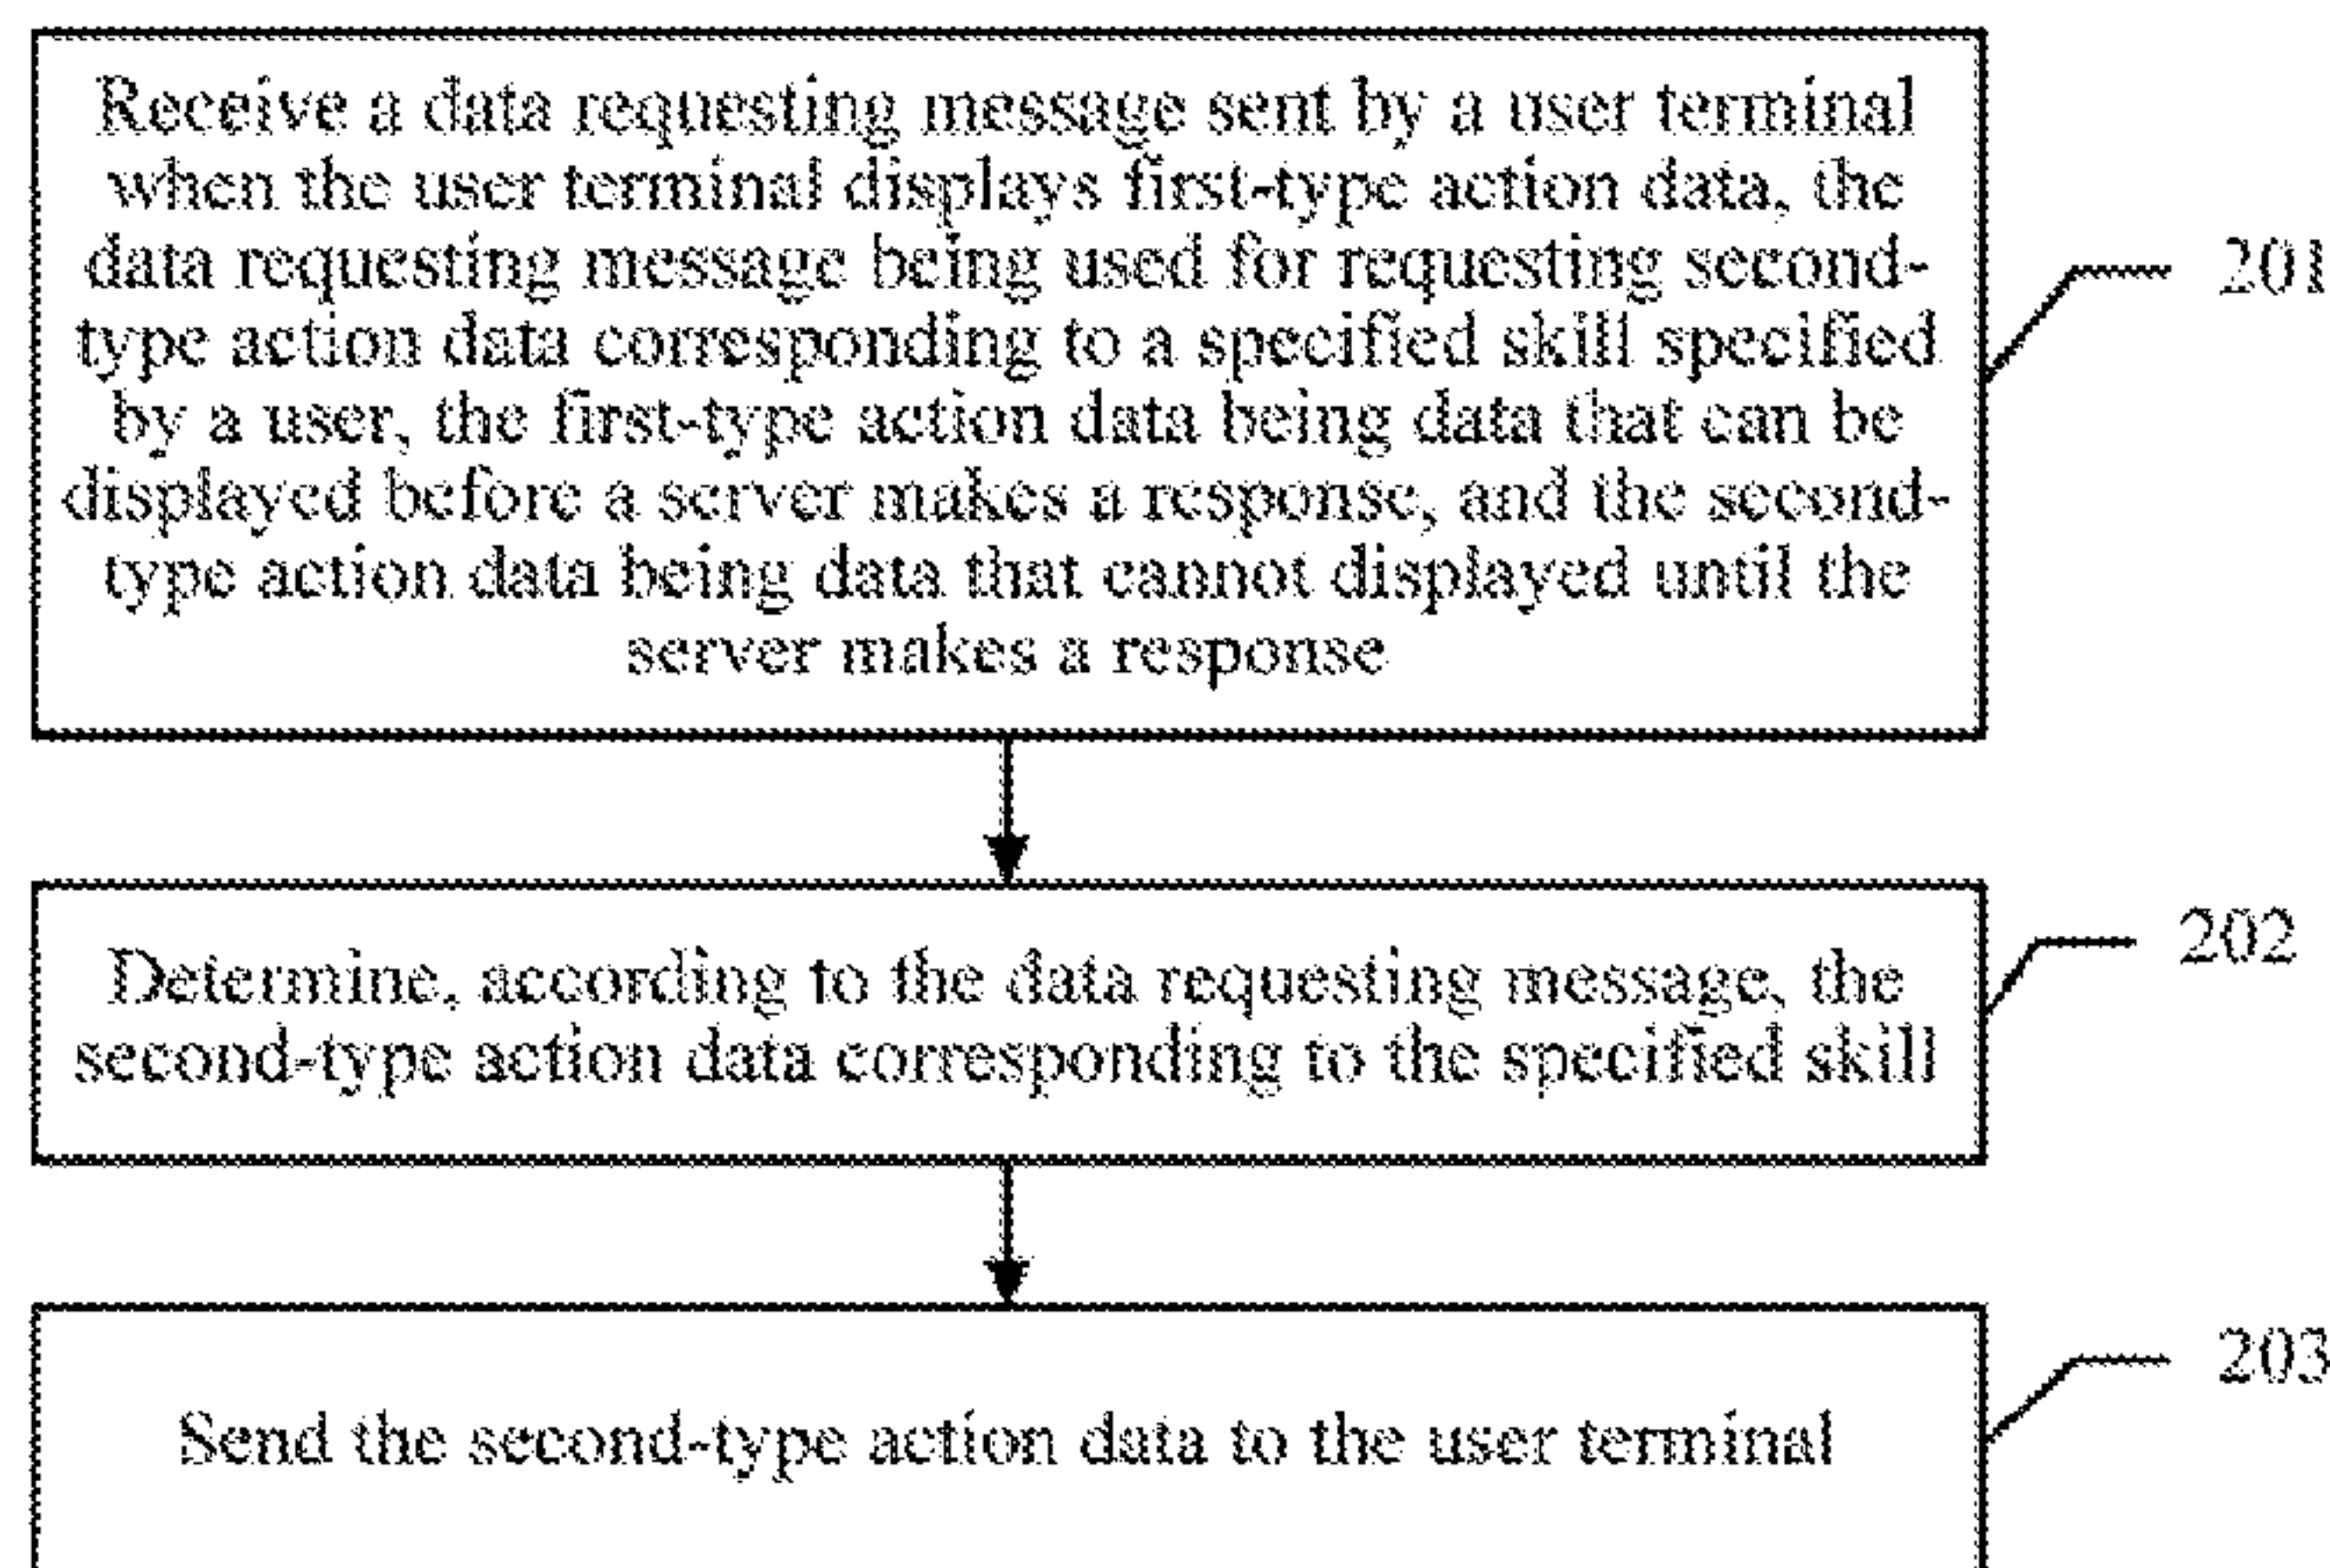 Receive a data requesting message sent by a user terminal
when the user terminal displays first-type action data, the
data requesting message being used for requesting second-
type action data corresponding to a specified skill specified
by a user, the first-type action data being data that can be
displayed before a server makes a response, and the second-
type action data being data that cannot displayed until the
server makes a response
201
Determine, according to the data requesting message, the
second-type action data corresponding to the specified skill
202
Send the second-type action data to the user terminal
203